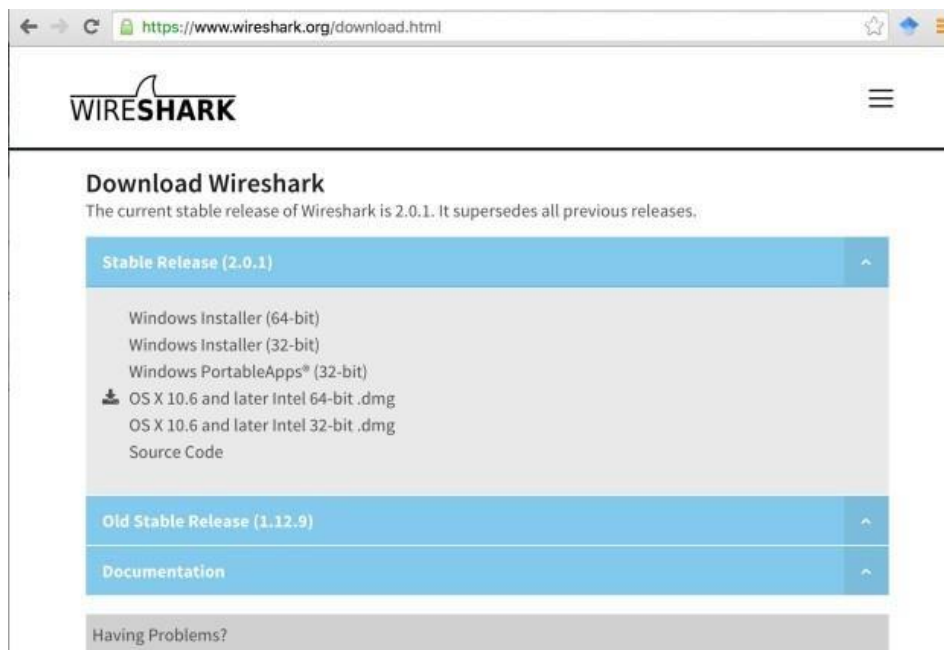 https://www.wireshark.org/download.html
WIRESHARK
Download Wireshark
The current stable release of Wireshark is 2.0.1. It supersedes all previous releases.
Stable Release (2.0.1)
Windows Installer (64-bit)
Windows Installer (32-bit)
Windows PortableApps® (32-bit)
OS X 10.6 and later Intel 64-bit .dmg
OS X 10.6 and later Intel 32-bit .dmg
Source Code
Old Stable Release (1.12.9)
Documentation
Having Problems?